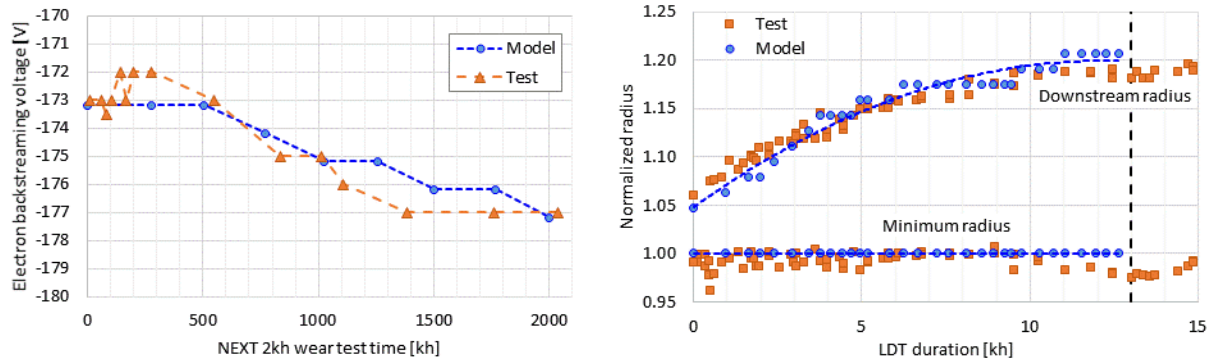 Electron backstreaming voltage [V]
-170
-171
-172
-173
-174
-175
-176
-177
-178
-179
-180
0
500
1000
1500
2000
NEXT 2kh wear test time [kh]
Model
Test
Normalized radius
1.25
1.20
1.15
1.10
1.05
1.00
0.95
0
5
10
15
LDT duration [kh]
Test
Model
Downstream radius
Minimum radius